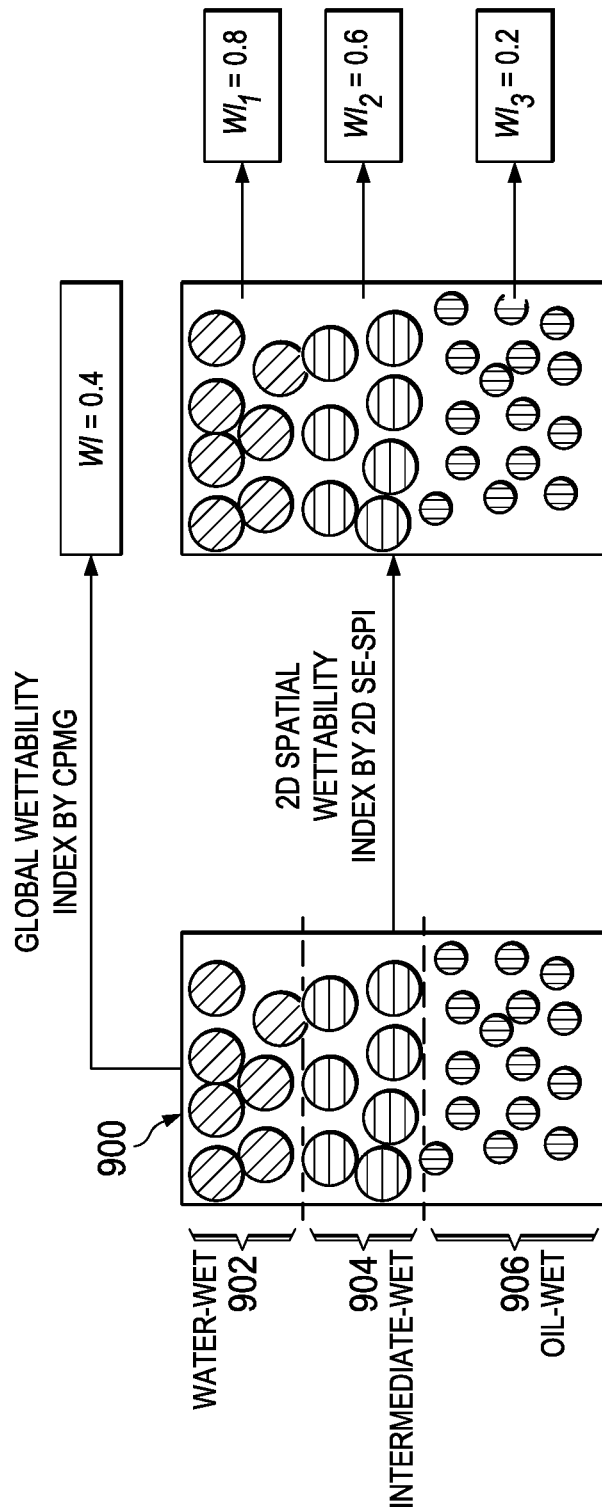 GLOBAL WETTABILITY
INDEX BY CPMG
WI = 0.4
900
WATER-WET
902
904
INTERMEDIATE-WET
906
OIL-WET
2D SPATIAL
WETTABILITY
INDEX BY 2D SE-SPI
WI1 = 0.8
WI2 = 0.6
WI3 = 0.2